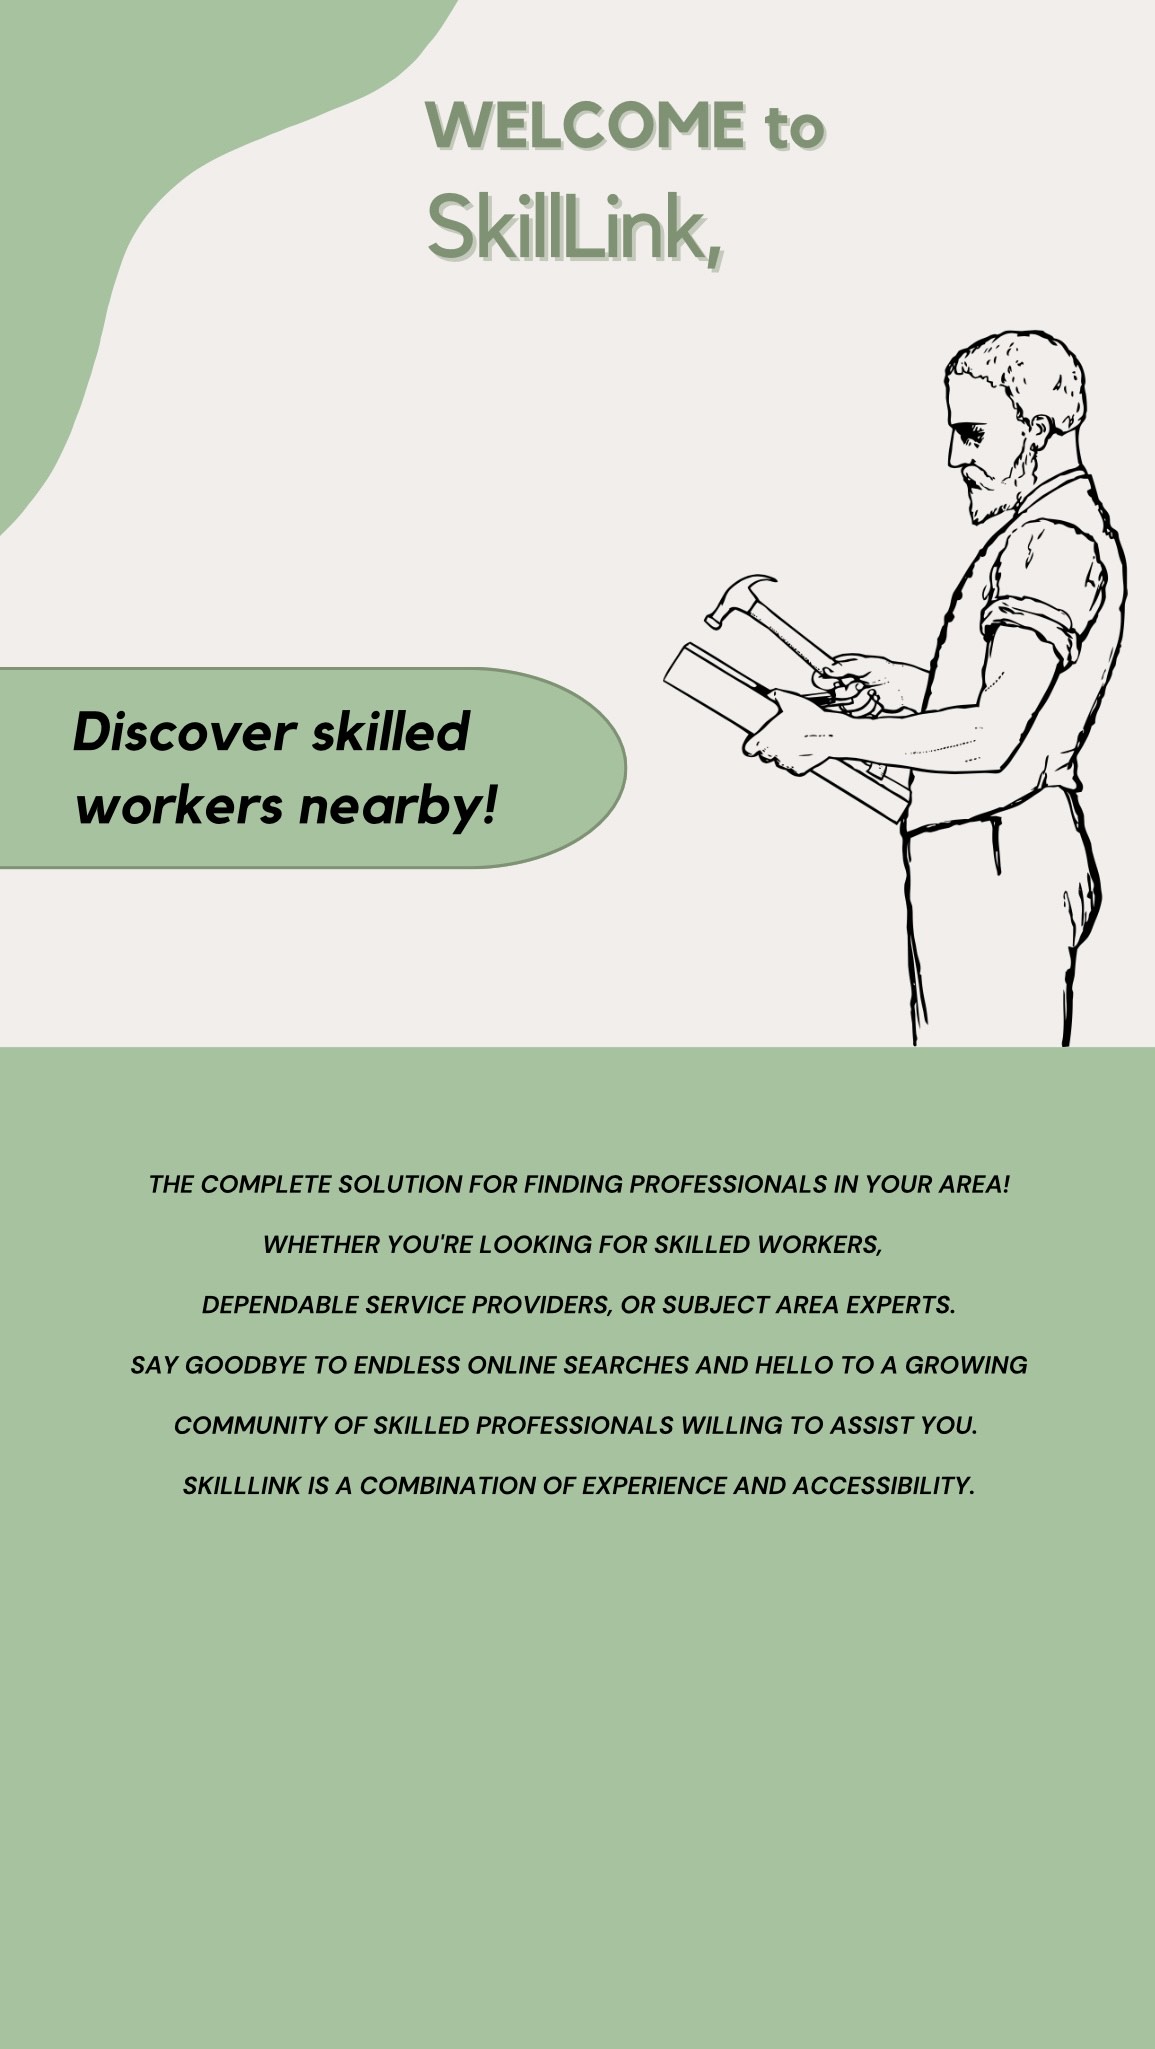 WELCOME to
SkillLink,
Discover skilled
workers nearby!
THE COMPLETE SOLUTION FOR FINDING PROFESSIONALS IN YOUR AREA!
WHETHER YOU'RE LOOKING FOR SKILLED WORKERS,
DEPENDABLE SERVICE PROVIDERS, OR SUBJECT AREA EXPERTS.
SAY GOODBYE TO ENDLESS ONLINE SEARCHES AND HELLO TO A GROWING
COMMUNITY OF SKILLED PROFESSIONALS WILLING TO ASSIST YOU.
SKILLLINK IS A COMBINATION OF EXPERIENCE AND ACCESSIBILITY.